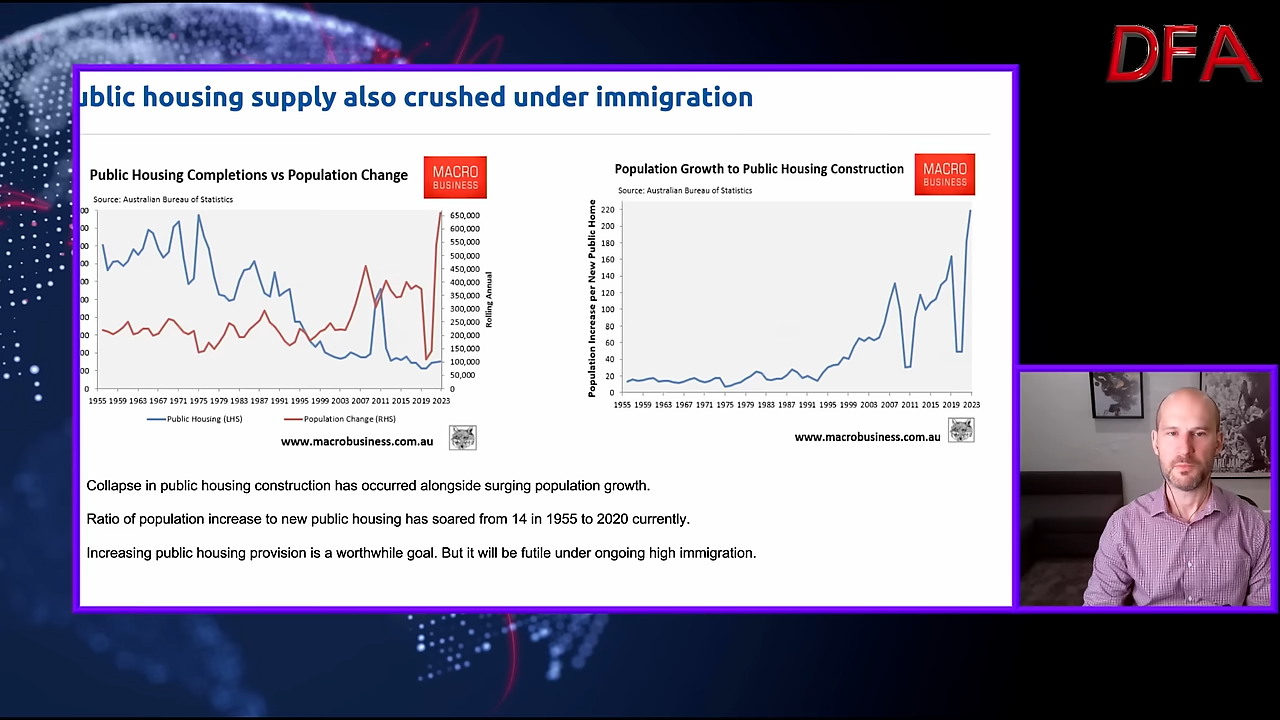 DFA
ublic housing supply also crushed under immigration
Public Housing Completions vs Population Change
MACRO
BUSINESS
Source: Australian Bureau of Statistics
650,000
600,000
550,000
500,000
450,000
400,000
350,000
300,000
250,000
200,000
150,000
100,000
50,000
0
Rolling Annual
0
1955 1959 1963 1967 1971 1975 1979 1983 1987 1991 1995 1999 2003 2007 2011 2015 2019 2023
Public Housing (LHS)
Population Change (RHS)
www.macrobusiness.com.au
Population Growth to Public Housing Construction
MACRO
BUSINESS
Source: Australian Bureau of Statistics
Population Increase per New Public Home
220
200
180
160
140
120
100
80
60
40
20
0
1955 1959 1963 1967 1971 1975 1979 1983 1987 1991 1995 1999 2003 2007 2011 2015 2019 2023
www.macrobusiness.com.au
Collapse in public housing construction has occurred alongside surging population growth.
Ratio of population increase to new public housing has soared from 14 in 1955 to 2020 currently.
Increasing public housing provision is a worthwhile goal. But it will be futile under ongoing high immigration.